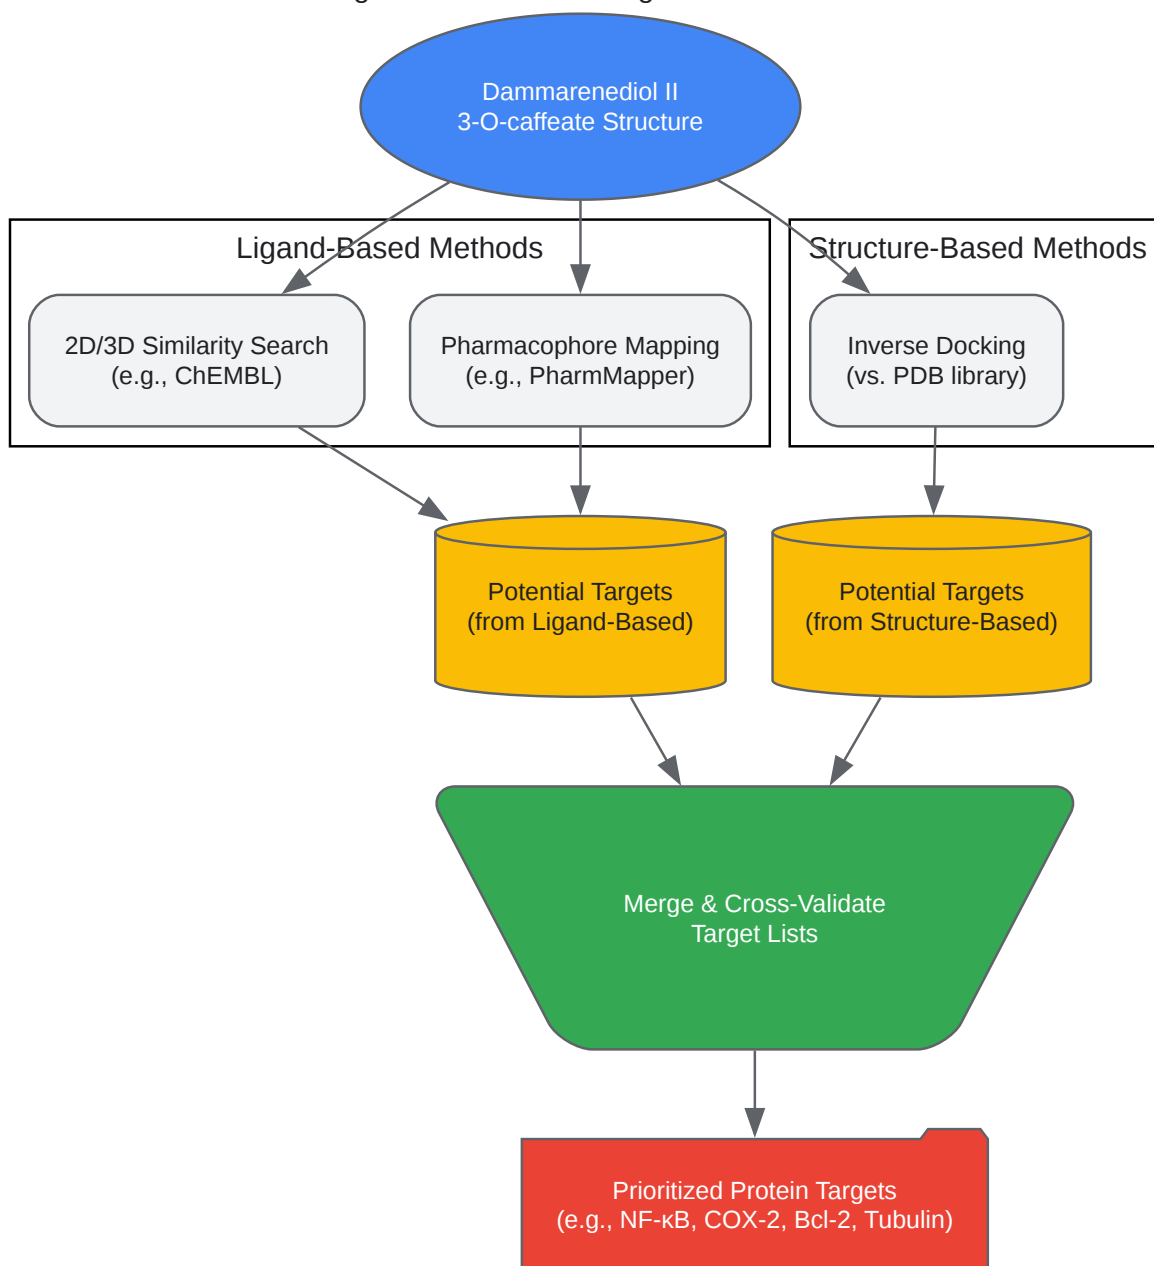 Dammarenediol II
3-O-caffeate Structure
Ligand-Based Methods
Structure-Based Methods
2D/3D Similarity Search
(e.g., ChEMBL)
Pharmacophore Mapping
(e.g., PharmMapper)
Inverse Docking
(vs. PDB library)
Potential Targets
(from Ligand-Based)
Potential Targets
(from Structure-Based)
Merge & Cross-Validate
Target Lists
Prioritized Protein Targets
(e.g., NF-κB, COX-2, Bcl-2, Tubulin)